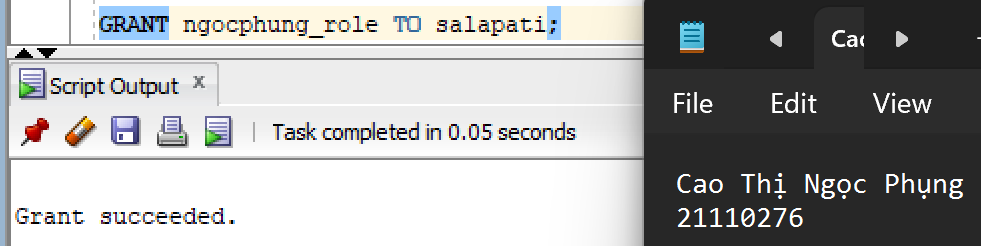 GRANT ngocphung_role TO salapati;
Script Output x
Task completed in 0.05 seconds
Grant succeeded.
File Edit View
Cao Thị Ngọc Phụng
21110276